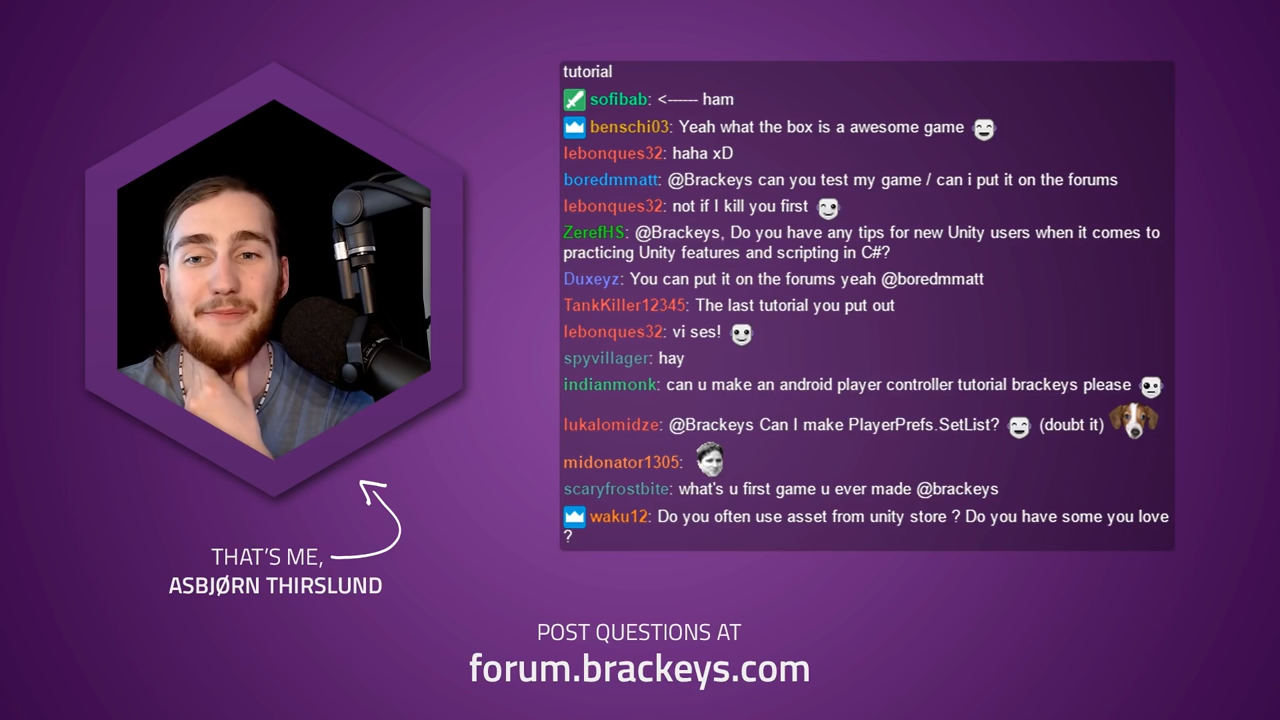 tutorial
sofibab: <------ ham
benschi03: Yeah what the box is a awesome game
lebonques32: haha xD
boredmmatt: @Brackeys can you test my game / can i put it on the forums
lebonques32: not if I kill you first
ZerefHS: @Brackeys, Do you have any tips for new Unity users when it comes to
practicing Unity features and scripting in C#?
Duxeyz: You can put it on the forums yeah @boredmmatt
TankKiller12345: The last tutorial you put out
lebonques32: vi ses!
spyvillager: hay
indianmonk: can u make an android player controller tutorial brackeys please
lukalomidze: @Brackeys Can I make PlayerPrefs.SetList? (doubt it)
midonator1305:
scaryfrostbite: what's u first game u ever made @brackeys
waku12: Do you often use asset from unity store ? Do you have some you love
?
THAT'S ME,
ASBJØRN THIRSLUND
POST QUESTIONS AT
forum.brackeys.com